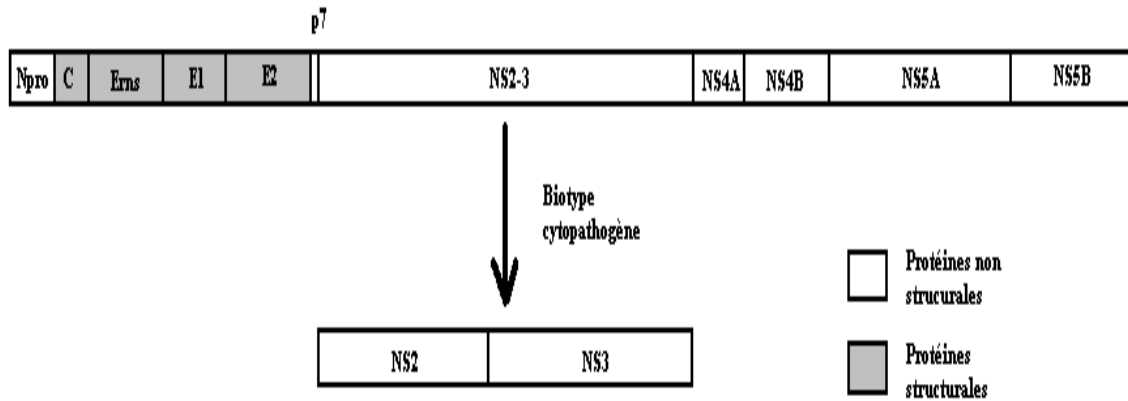 p7
Npro C Erns E1 E2 NS2-3 NS4A NS4B NS5A NS5B
Biotype
cytopathogène
Protéines non
strucurales
NS2 NS3
Protéines
structurales